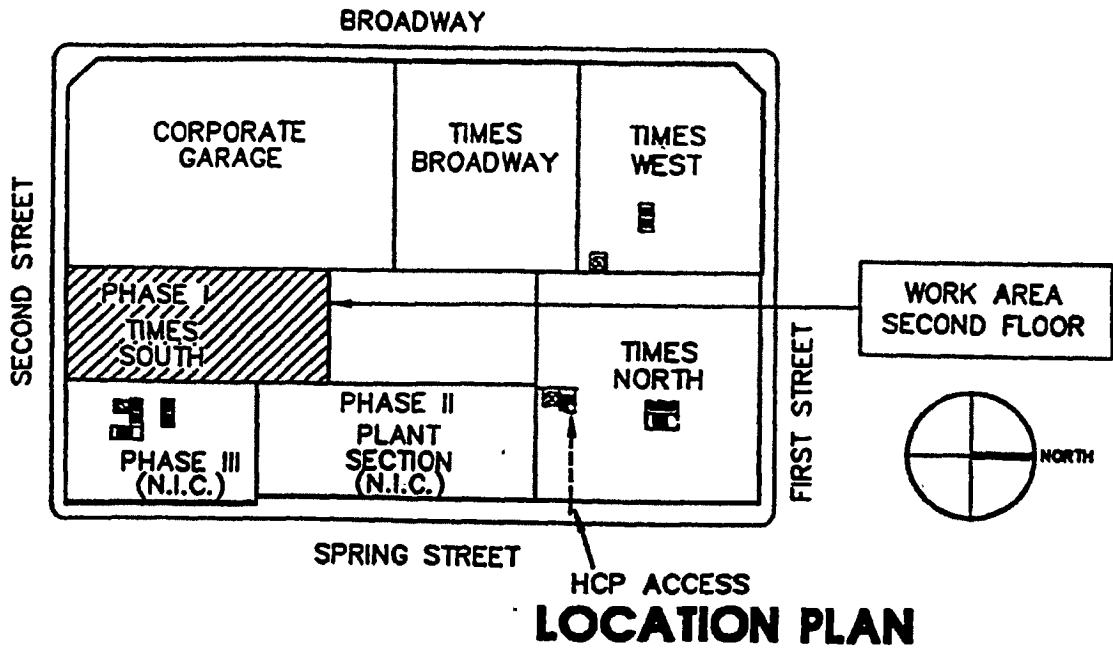 BROADWAY
CORPORATE
GARAGE
TIMES
BROADWAY
TIMES
WEST
SECOND STREET
PHASE I
TIMES
SOUTH
WORK AREA
SECOND FLOOR
TIMES
NORTH
FIRST STREET
NORTH
PHASE II
PLANT
SECTION
(N.I.C.)
PHASE III
(N.I.C.)
SPRING STREET
HCP ACCESS
LOCATION PLAN